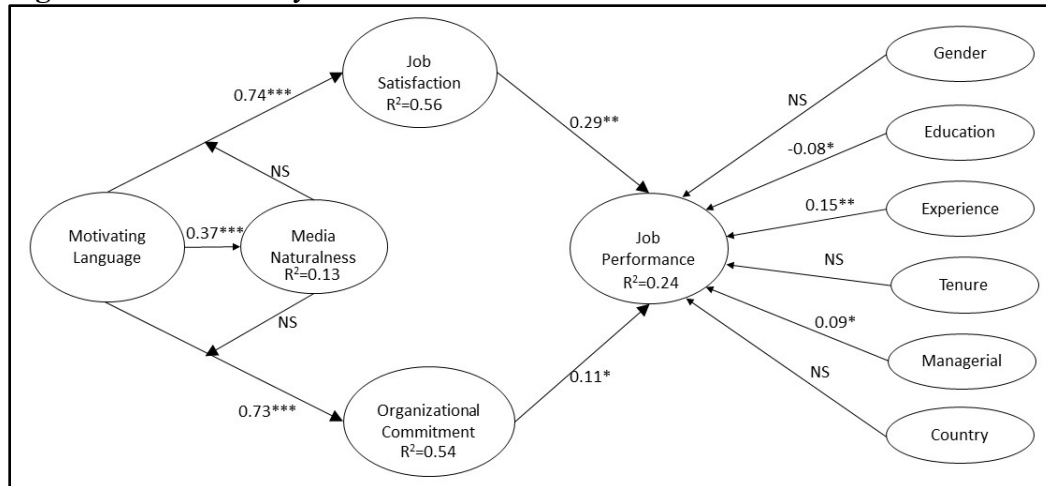 Job
Satisfaction
R²=0.56
Gender
0.74***
NS
0.29**
Education
-0.08*
NS
Experience
0.15**
Motivating
Language
0.37***
Media
Naturalness
R²=0.13
Job
Performance
R²=0.24
NS
Tenure
NS
0.09*
Managerial
NS
0.73***
Organizational
Commitment
R²=0.54
0.11*
Country